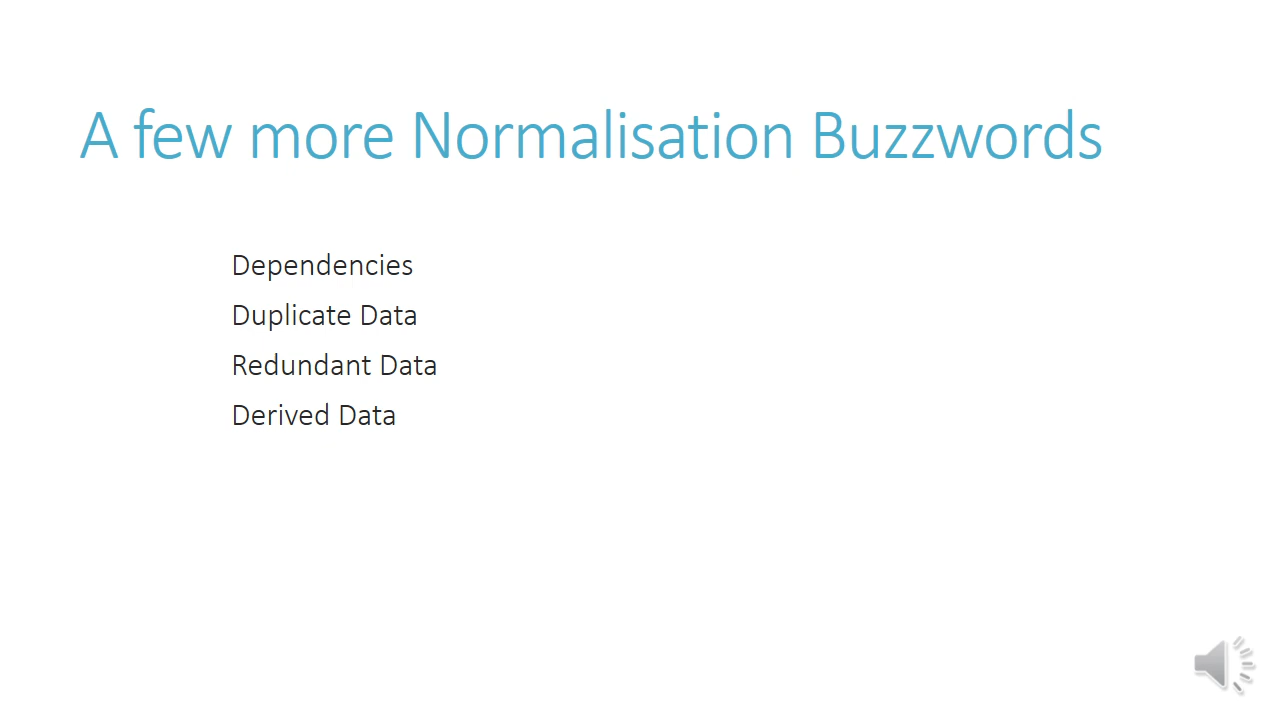 A few more Normalisation Buzzwords
Dependencies
Duplicate Data
Redundant Data
Derived Data